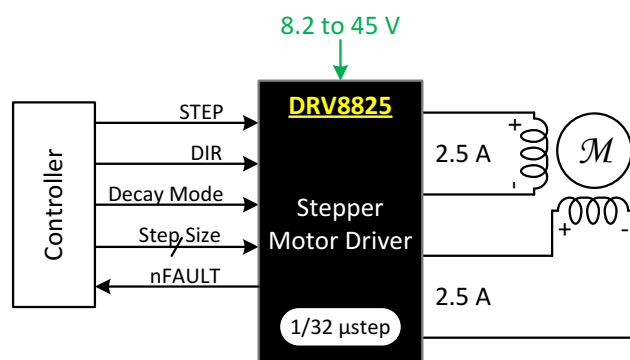 8.2 to 45 V
DRV8825
Controller
STEP
DIR
Decay Mode
Step Size
nFAULT
Stepper
Motor Driver
1/32 µstep
2.5 A
2.5 A
+
-
M
+ -